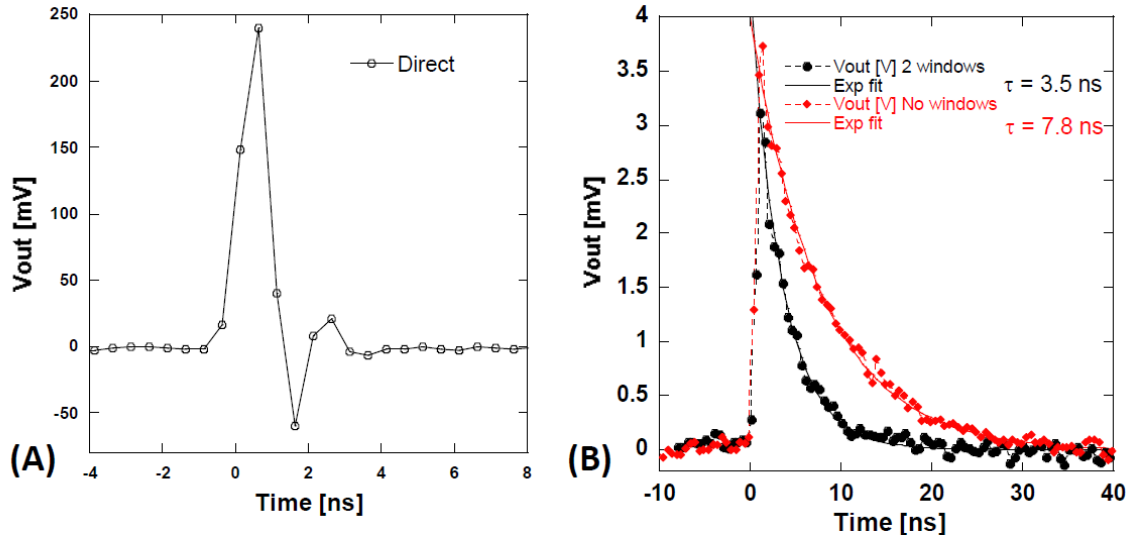 250
200
150
100
50
0
-50
-4
-2
0
2
4
6
8
Vout [mV]
Time [ns]
Direct
(A)
4
3.5
3
2.5
2
1.5
1
0.5
0
-10
0
10
20
30
40
Vout [mV]
Time [ns]
Vout [V] 2 windows
Exp fit
τ = 3.5 ns
Vout [V] No windows
Exp fit
τ = 7.8 ns
(B)